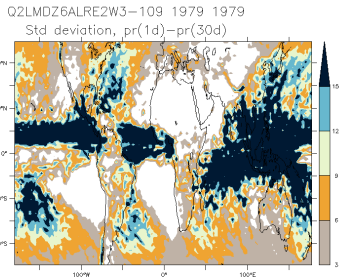 Q2LMDZ6ALRE2W3-109 1979 1979
Std deviation, pr(1d)-pr(30d)
15
12
9
6
3
0°
100°W
0°
100°E